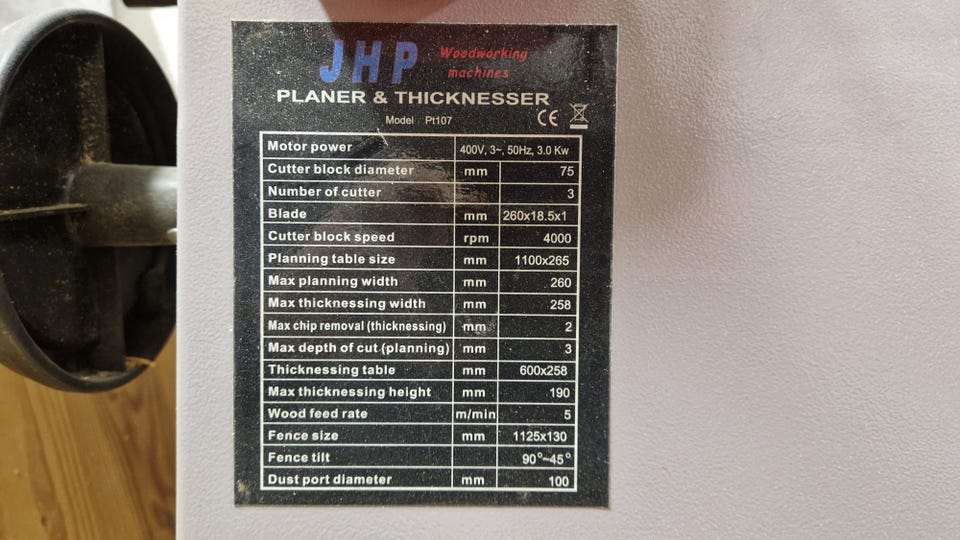 JHP Woodworking machines
PLANER & THICKNESSER
Model Pt107
CE
Motor power 400V, 3~, 50Hz, 3.0 Kw
Cutter block diameter mm 75
Number of cutter 3
Blade mm 260x18.5x1
Cutter block speed rpm 4000
Planning table size mm 1100x265
Max planning width mm 260
Max thicknessing width mm 258
Max chip removal (thicknessing) mm 2
Max depth of cut (planning) mm 3
Thicknessing table mm 600x258
Max thicknessing height mm 190
Wood feed rate m/min 5
Fence size mm 1125x130
Fence tilt 90°~45°
Dust port diameter mm 100